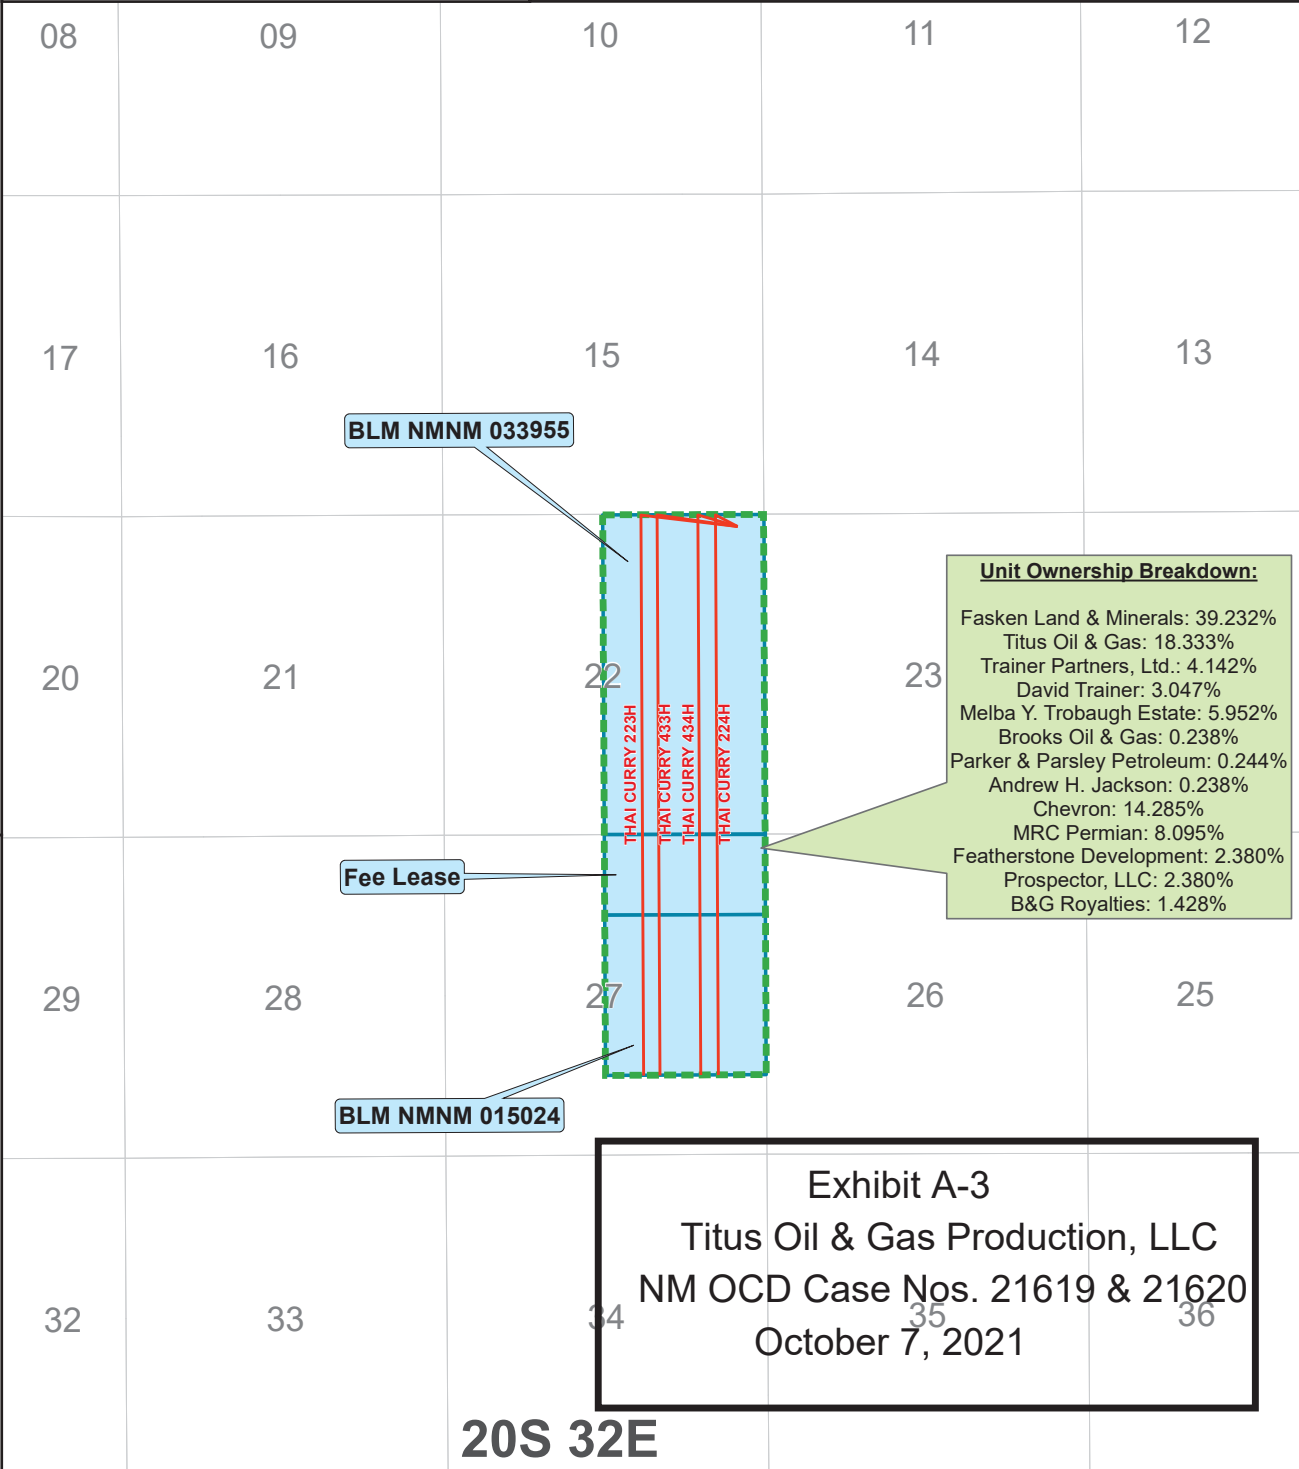 08
09
10
11
12
17
16
15
14
13
BLM NMNM 033955
20
21
22
23
Unit Ownership Breakdown:
Fasken Land & Minerals: 39.232%
Titus Oil & Gas: 18.333%
Trainer Partners, Ltd.: 4.142%
David Trainer: 3.047%
Melba Y. Trobaugh Estate: 5.952%
Brooks Oil & Gas: 0.238%
Parker & Parsley Petroleum: 0.244%
Andrew H. Jackson: 0.238%
Chevron: 14.285%
MRC Permian: 8.095%
Featherstone Development: 2.380%
Prospector, LLC: 2.380%
B&G Royalties: 1.428%
THAI CURRY 223H
THAI CURRY 433H
THAI CURRY 434H
THAI CURRY 224H
Fee Lease
29
28
27
26
25
BLM NMNM 015024
32
33
34
35
36
Exhibit A-3
Titus Oil & Gas Production, LLC
NM OCD Case Nos. 21619 & 21620
October 7, 2021
20S 32E